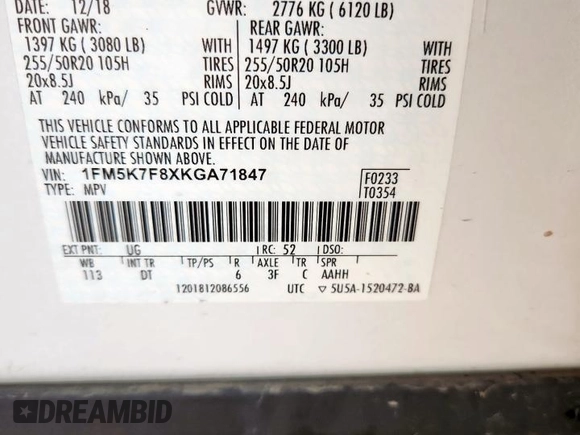 DATE: 12/18 GVWR: 2776 KG ( 6120 LB)
FRONT GAWR: REAR GAWR:
1397 KG ( 3080 LB) WITH 1497 KG ( 3300 LB) WITH
255/50R20 105H TIRES 255/50R20 105H TIRES
20x8.5J RIMS 20x8.5J RIMS
AT 240 kPa/ 35 PSI COLD AT 240 kPa/ 35 PSI COLD
THIS VEHICLE CONFORMS TO ALL APPLICABLE FEDERAL MOTOR
VEHICLE SAFETY STANDARDS IN EFFECT ON THE DATE OF
MANUFACTURE SHOWN ABOVE.
VIN: 1FM5K7F8XKGA71847
TYPE: MPV
F0233
T0354
EXT PNT: UG RC: 52 DSO:
WB INT TR TP/PS R AXLE TR SPR
113 DT 6 3F C AAHH
1201812086556 UTC ▽ 5U5A-1520472-BA
DREAMBID